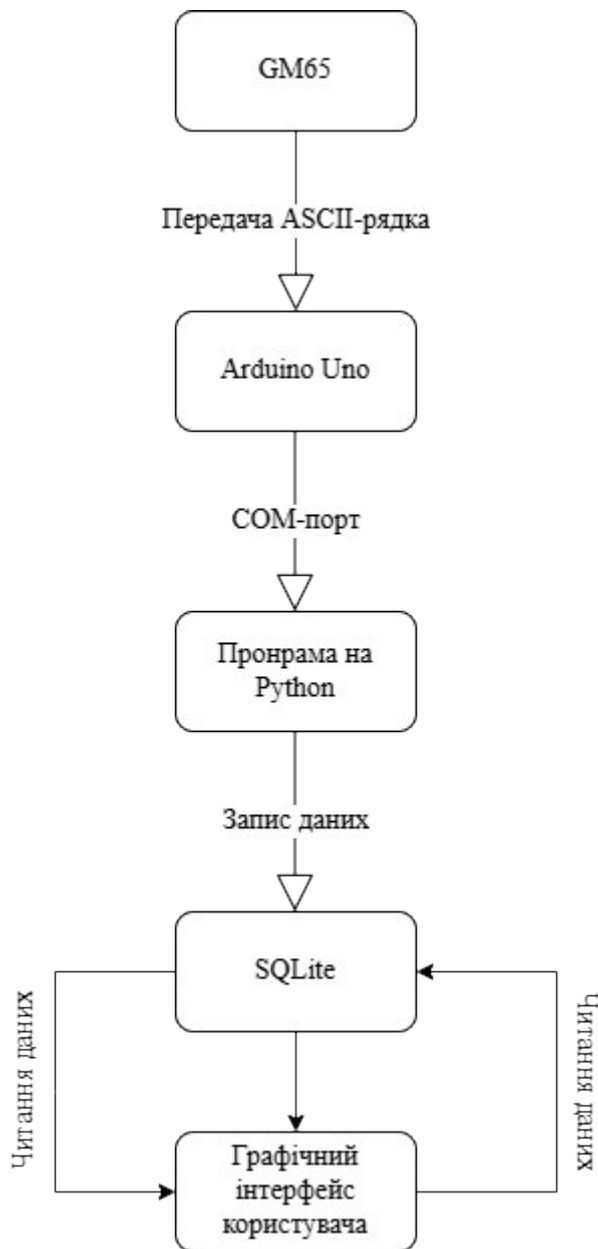 GM65
Передача ASCII-рядка
Arduino Uno
COM-порт
Пронрама на
Python
Запис даних
SQLite
Читання даних
Читання даних
Графічний
інтерфейс
користувача